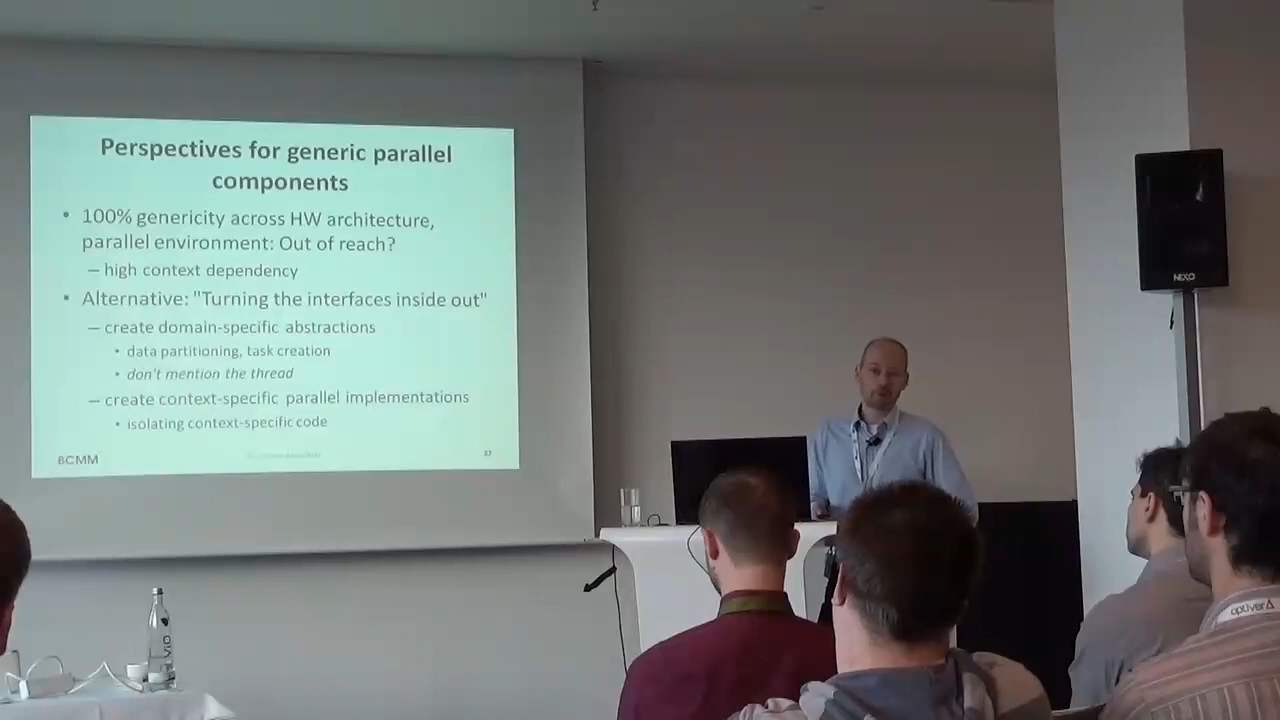 Perspectives for generic parallel
components
• 100% genericity across HW architecture,
parallel environment: Out of reach?
– high context dependency
• Alternative: "Turning the interfaces inside out"
– create domain-specific abstractions
• data partitioning, task creation
• don't mention the thread
– create context-specific parallel implementations
• isolating context-specific code
BCMM
37
NEXO
optiver